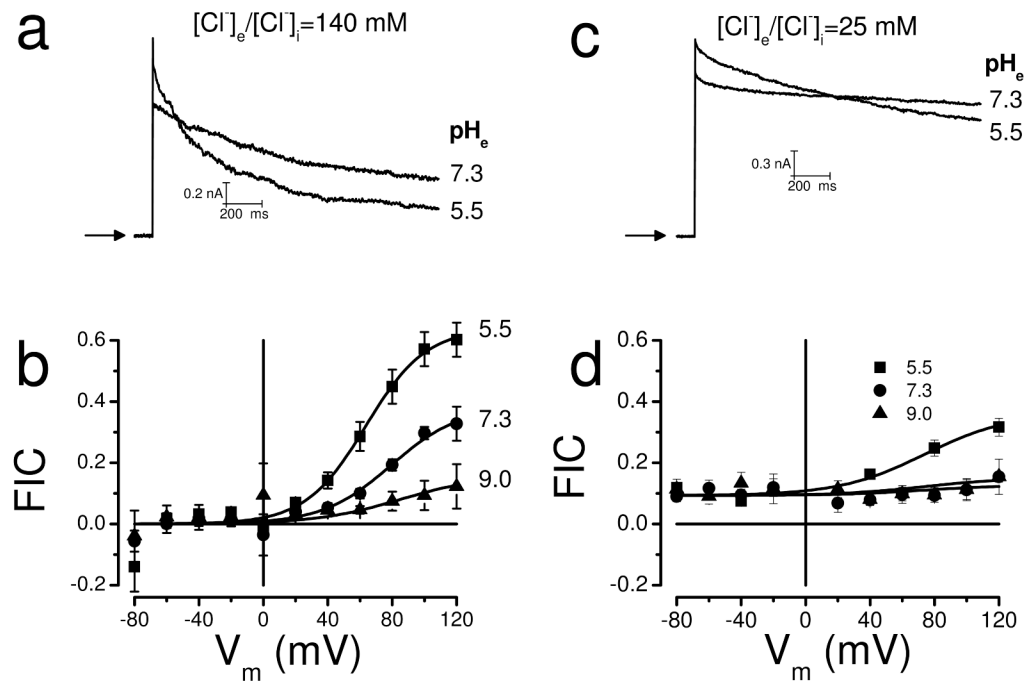 a
[Cl⁻]ₑ/[Cl⁻]ᵢ=140 mM
pHₑ
7.3
5.5
0.2 nA
200 ms
c
[Cl⁻]ₑ/[Cl⁻]ᵢ=25 mM
pHₑ
7.3
5.5
0.3 nA
200 ms
b
FIC
0.6
0.4
0.2
0.0
-0.2
5.5
7.3
9.0
-80 -40 0 40 80 120
Vₘ (mV)
d
FIC
0.6
0.4
0.2
0.0
-0.2
5.5
7.3
9.0
-80 -40 0 40 80 120
Vₘ (mV)